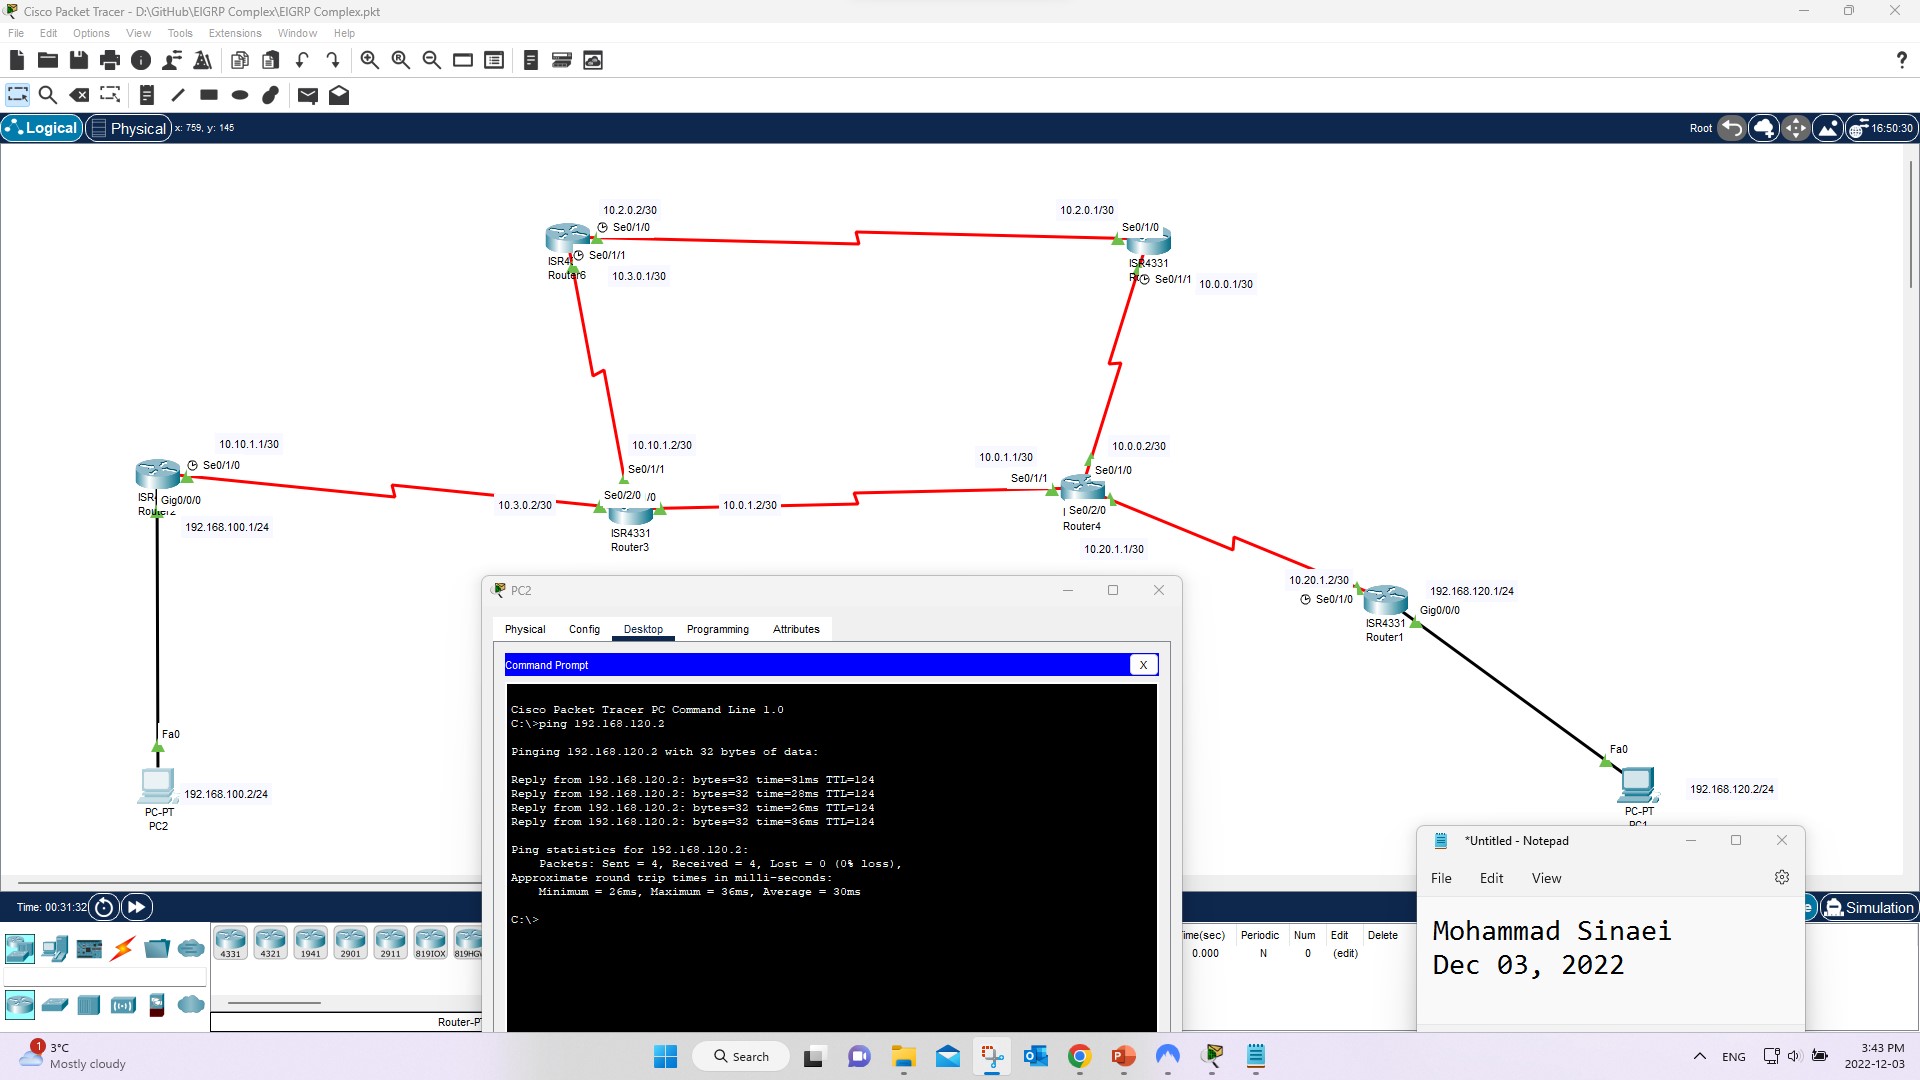 Cisco Packet Tracer - D:\GitHub\EIGRP Complex\EIGRP Complex.pkt
File Edit Options View Tools Extensions Window Help
Logical Physical x: 759, y: 145 Root 16:50:30
10.2.0.2/30 10.2.0.1/30
Se0/1/0 Se0/1/0
Se0/1/1
ISR4331
Router6 10.3.0.1/30 Se0/1/1 10.0.0.1/30
10.10.1.1/30 10.10.1.2/30 10.0.1.1/30 10.0.0.2/30
Se0/1/0 Se0/1/1 Se0/1/1 Se0/1/0
Gig0/0/0 Se0/2/0 /0
Router2 10.3.0.2/30 10.0.1.2/30 Se0/2/0
192.168.100.1/24 ISR4331 Router4
Router3 10.20.1.1/30
10.20.1.2/30 192.168.120.1/24
Se0/1/0 Gig0/0/0
ISR4331
Router1
PC2
Physical Config Desktop Programming Attributes
Command Prompt X
Cisco Packet Tracer PC Command Line 1.0
C:\>ping 192.168.120.2
Pinging 192.168.120.2 with 32 bytes of data:
Reply from 192.168.120.2: bytes=32 time=31ms TTL=124
Reply from 192.168.120.2: bytes=32 time=28ms TTL=124
Reply from 192.168.120.2: bytes=32 time=26ms TTL=124
Reply from 192.168.120.2: bytes=32 time=36ms TTL=124
Ping statistics for 192.168.120.2:
Packets: Sent = 4, Received = 4, Lost = 0 (0% loss),
Approximate round trip times in milli-seconds:
Minimum = 26ms, Maximum = 36ms, Average = 30ms
C:\>
Fa0
192.168.100.2/24
PC-PT
PC2
Fa0
192.168.120.2/24
PC-PT
PC1
*Untitled - Notepad
File Edit View
Mohammad Sinaei
Dec 03, 2022
Time: 00:31:32 Simulation
4331 4321 1941 2901 2911 819IOX 819HGW
Time(sec) Periodic Num Edit Delete
0.000 N 0 (edit)
Router-PT
1 3°C
Mostly cloudy
Search
ENG
3:43 PM
2022-12-03